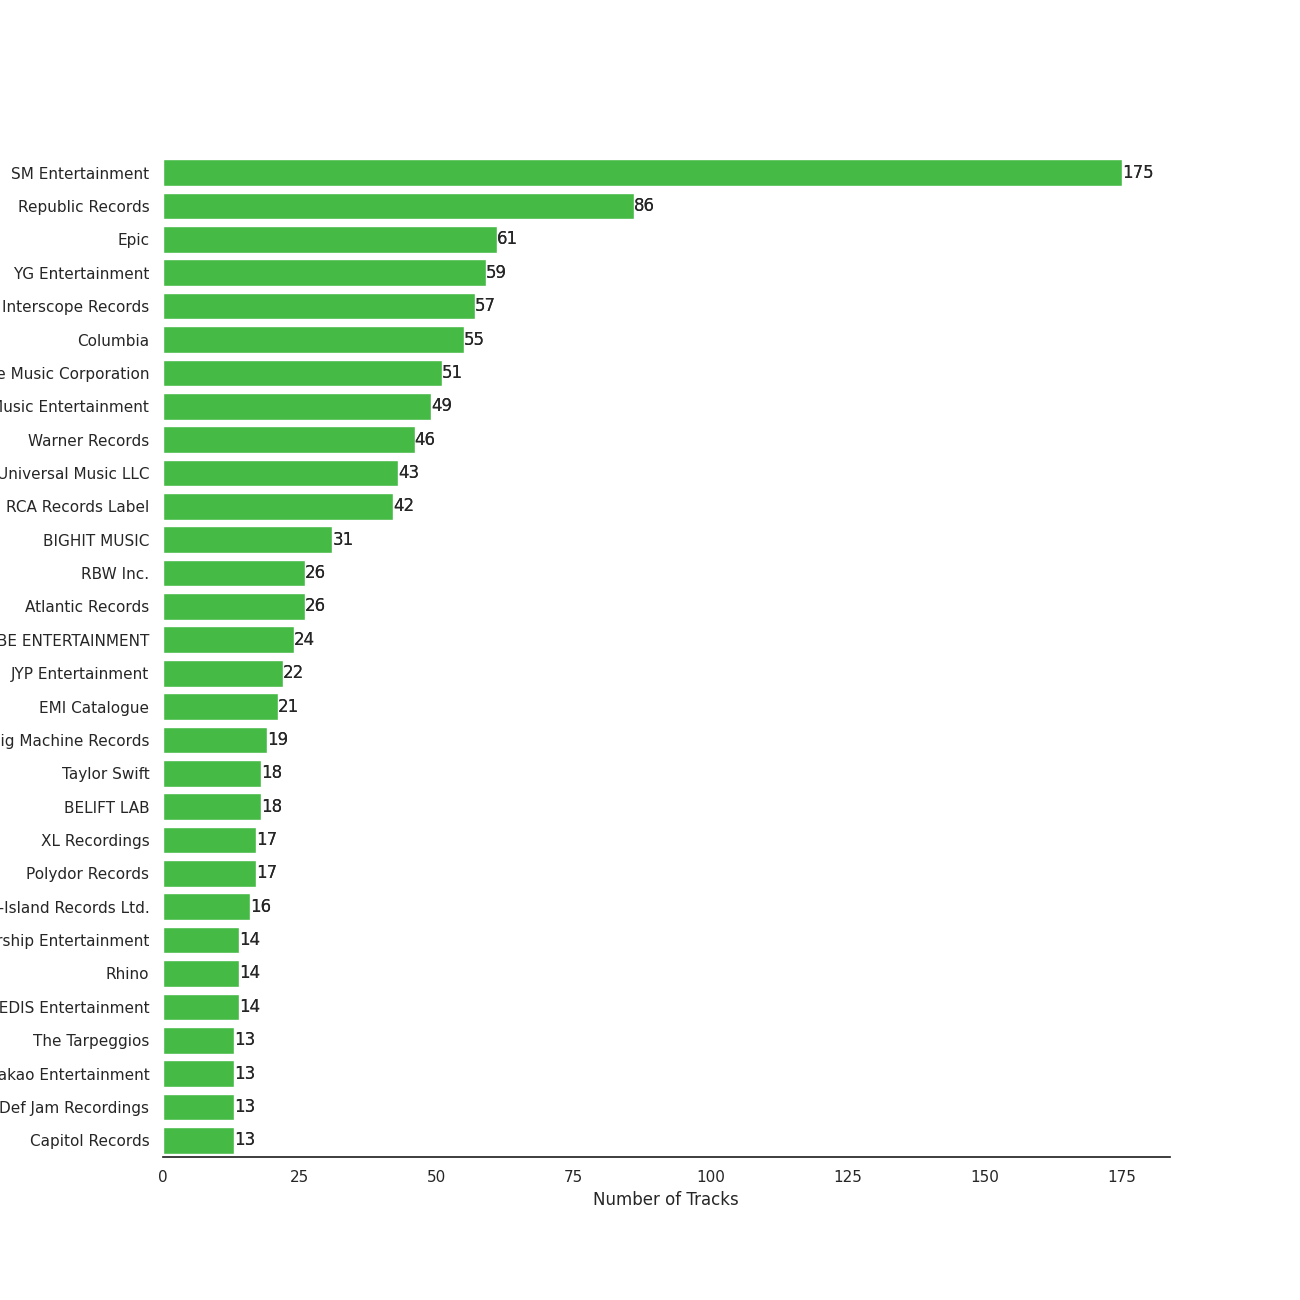 SM Entertainment 175
Republic Records 86
Epic 61
YG Entertainment 59
Interscope Records 57
Columbia 55
Music Corporation 51
Music Entertainment 49
Warner Records 46
Universal Music LLC 43
RCA Records Label 42
BIGHIT MUSIC 31
RBW Inc. 26
Atlantic Records 26
BE ENTERTAINMENT 24
JYP Entertainment 22
EMI Catalogue 21
ig Machine Records 19
Taylor Swift 18
BELIFT LAB 18
XL Recordings 17
Polydor Records 17
-Island Records Ltd. 16
rship Entertainment 14
Rhino 14
EDIS Entertainment 14
The Tarpeggios 13
akao Entertainment 13
Def Jam Recordings 13
Capitol Records 13
0 25 50 75 100 125 150 175
Number of Tracks